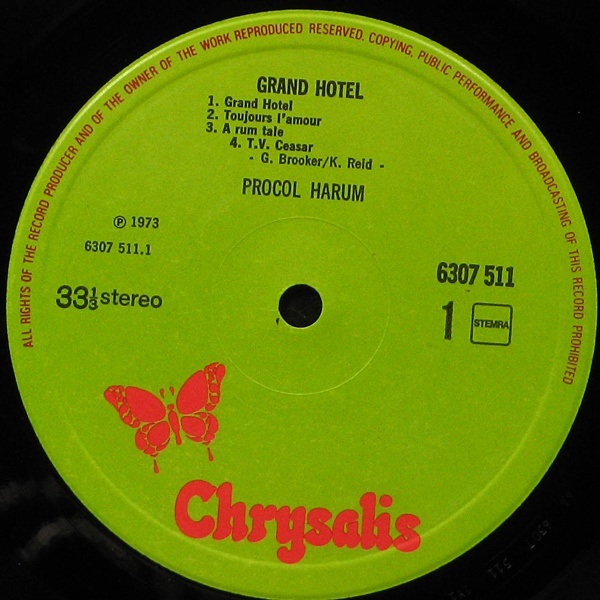 ALL RIGHTS OF THE RECORD PRODUCER AND OF THE OWNER OF THE WORK REPRODUCED RESERVED. COPYING, PUBLIC PERFORMANCE AND BROADCASTING OF THIS RECORD PROHIBITED
GRAND HOTEL
1. Grand Hotel
2. Toujours l'amour
3. A rum tale
4. T.V. Ceasar
- G. Brooker/K. Reid -
PROCOL HARUM
℗ 1973
6307 511.1
6307 511
33⅓ stereo
1 STEMRA
Chrysalis